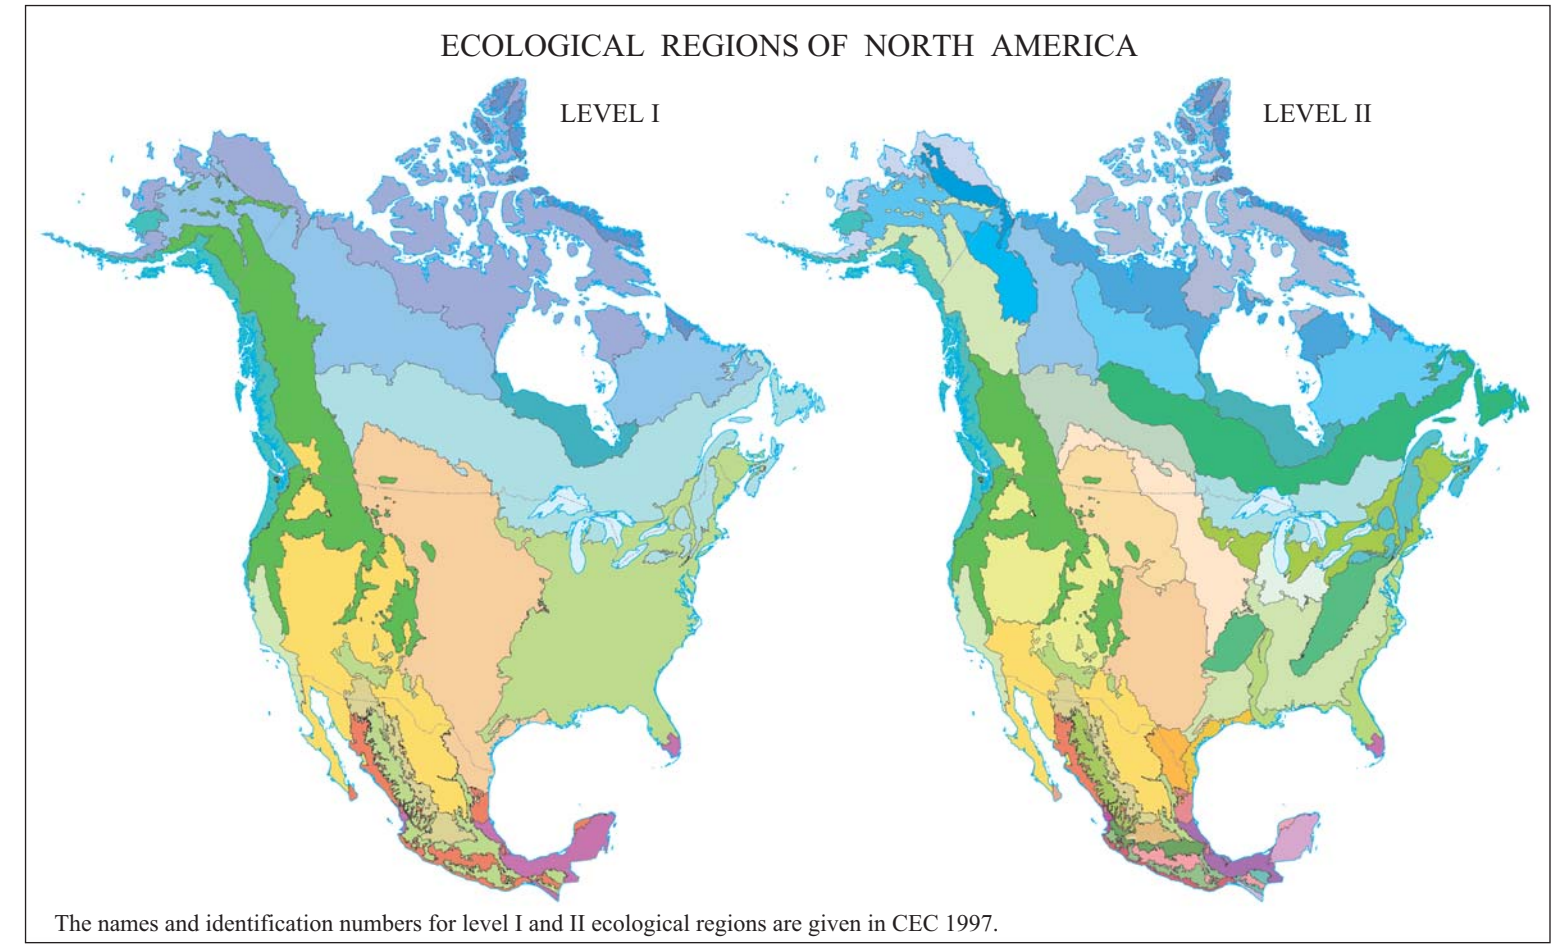 ECOLOGICAL REGIONS OF NORTH AMERICA
LEVEL I
LEVEL II
The names and identification numbers for level I and II ecological regions are given in CEC 1997.